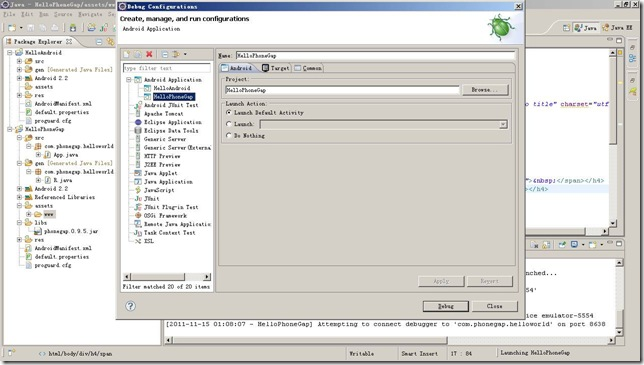 Java - HelloPhoneGap/assets/ww
File Edit Run Source Navigate Search
Debug Configurations
Create, manage, and run configurations
Android Application
Package Explorer
HelloAndroid
src
gen [Generated Java Files]
Android 2.2
assets
res
AndroidManifest.xml
default.properties
proguard.cfg
HelloPhoneGap
src
com.phonegap.helloworld
App.java
gen [Generated Java Files]
com.phonegap.helloworld
R.java
Android 2.2
Referenced Libraries
assets
www
libs
phonegap.0.9.5.jar
res
AndroidManifest.xml
default.properties
proguard.cfg
type filter text
Android Application
HelloAndroid
HelloPhoneGap
Android JUnit Test
Apache Tomcat
Eclipse Application
Eclipse Data Tools
Generic Server
Generic Server(Externa
HTTP Preview
J2EE Preview
Java Applet
Java Application
JavaScript
JUnit
JUnit Plug-in Test
OSGi Framework
Remote Java Applicatio
Task Context Test
XSL
Filter matched 20 of 20 items
Name: HelloPhoneGap
Android Target Common
Project:
HelloPhoneGap
Browse...
Launch Action:
Launch Default Activity
Launch:
Do Nothing
Apply Revert
Debug Close
Java
o title" charset="utf
">&nbsp;</span></h4>
></h4>
nched...
d'
ice emulator-5554
[2011-11-15 01:08:07 - HelloPhoneGap] Attempting to connect debugger to 'com.phonegap.helloworld' on port 8638
html/body/div/h4/span
Writable
Smart Insert
17 : 84
Launching HelloPhoneGap